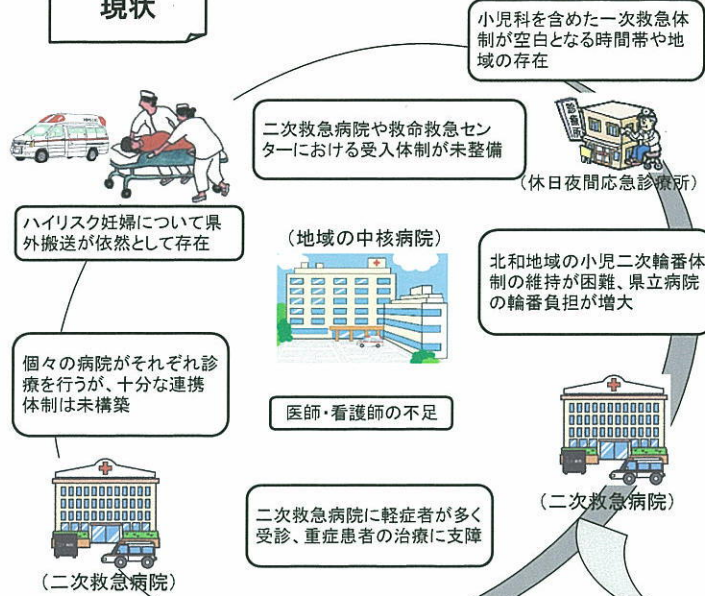 現状
小児科を含めた一次救急体
制が空白となる時間帯や地
域の存在
二次救急病院や救命救急セン
ターにおける受入体制が未整備
診療所
(休日夜間応急診療所)
ハイリスク妊婦について県
外搬送が依然として存在
(地域の中核病院)
北和地域の小児二次輪番体
制の維持が困難、県立病院
の輪番負担が増大
個々の病院がそれぞれ診
療を行うが、十分な連携
体制は未構築
医師・看護師の不足
(二次救急病院)
二次救急病院に軽症者が多く
受診、重症患者の治療に支障
(二次救急病院)